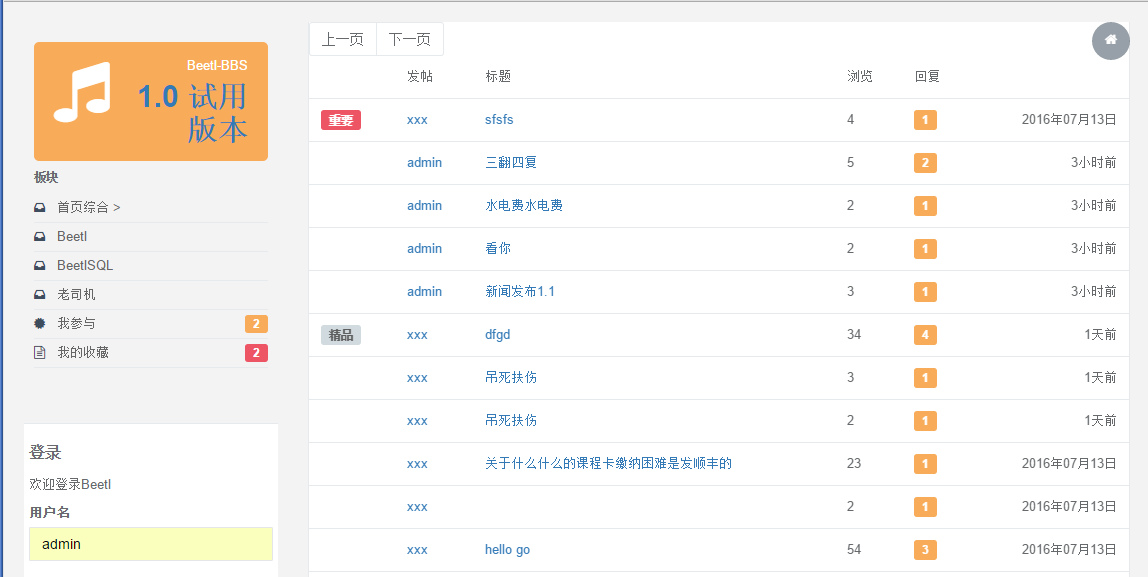 Beetl-BBS
1.0 试用
版本
板块
首页综合 >
Beetl
BeetlSQL
老司机
我参与 2
我的收藏 2
登录
欢迎登录Beetl
用户名
admin
上一页 下一页
发帖 标题 浏览 回复
重要 xxx sfsfs 4 1 2016年07月13日
admin 三翻四复 5 2 3小时前
admin 水电费水电费 2 1 3小时前
admin 看你 2 1 3小时前
admin 新闻发布1.1 3 1 3小时前
精品 xxx dfgd 34 4 1天前
xxx 吊死扶伤 3 1 1天前
xxx 吊死扶伤 2 1 1天前
xxx 关于什么什么的课程卡缴纳困难是发顺丰的 23 1 2016年07月13日
xxx 2 1 2016年07月13日
xxx hello go 54 3 2016年07月13日